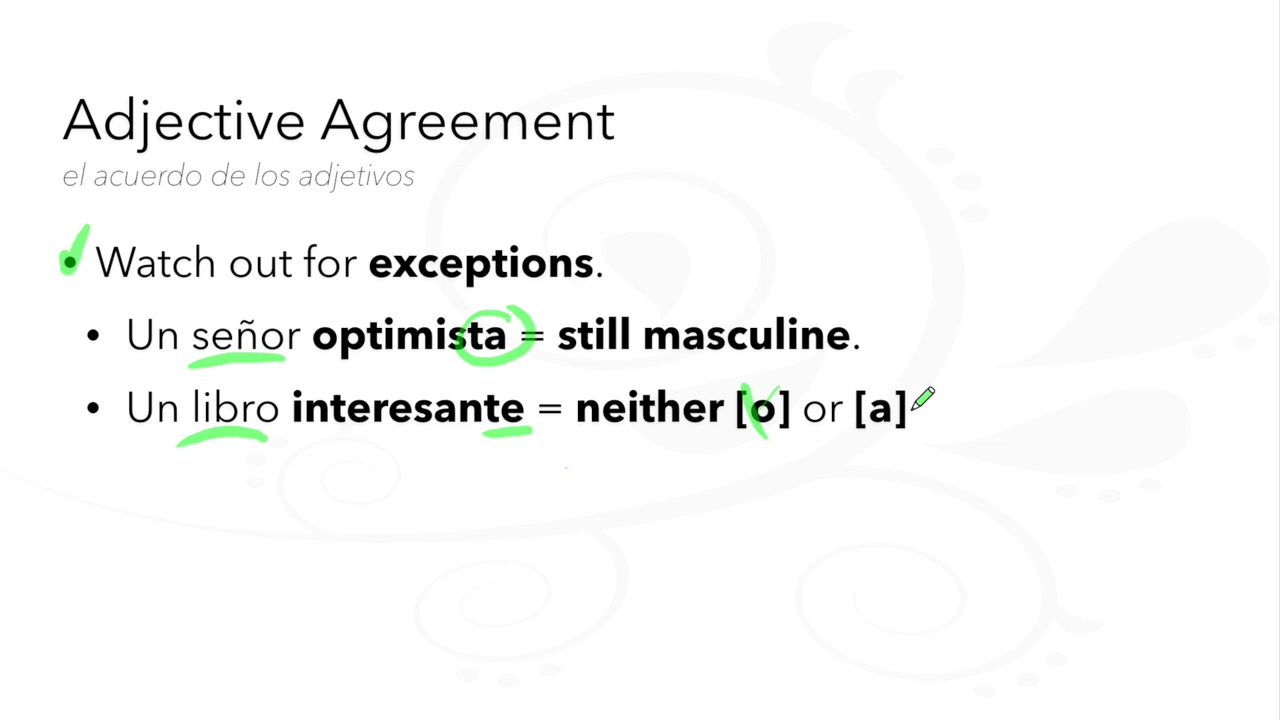 Adjective Agreement
el acuerdo de los adjetivos
• Watch out for exceptions.
• Un señor optimista = still masculine.
• Un libro interesante = neither [o] or [a]